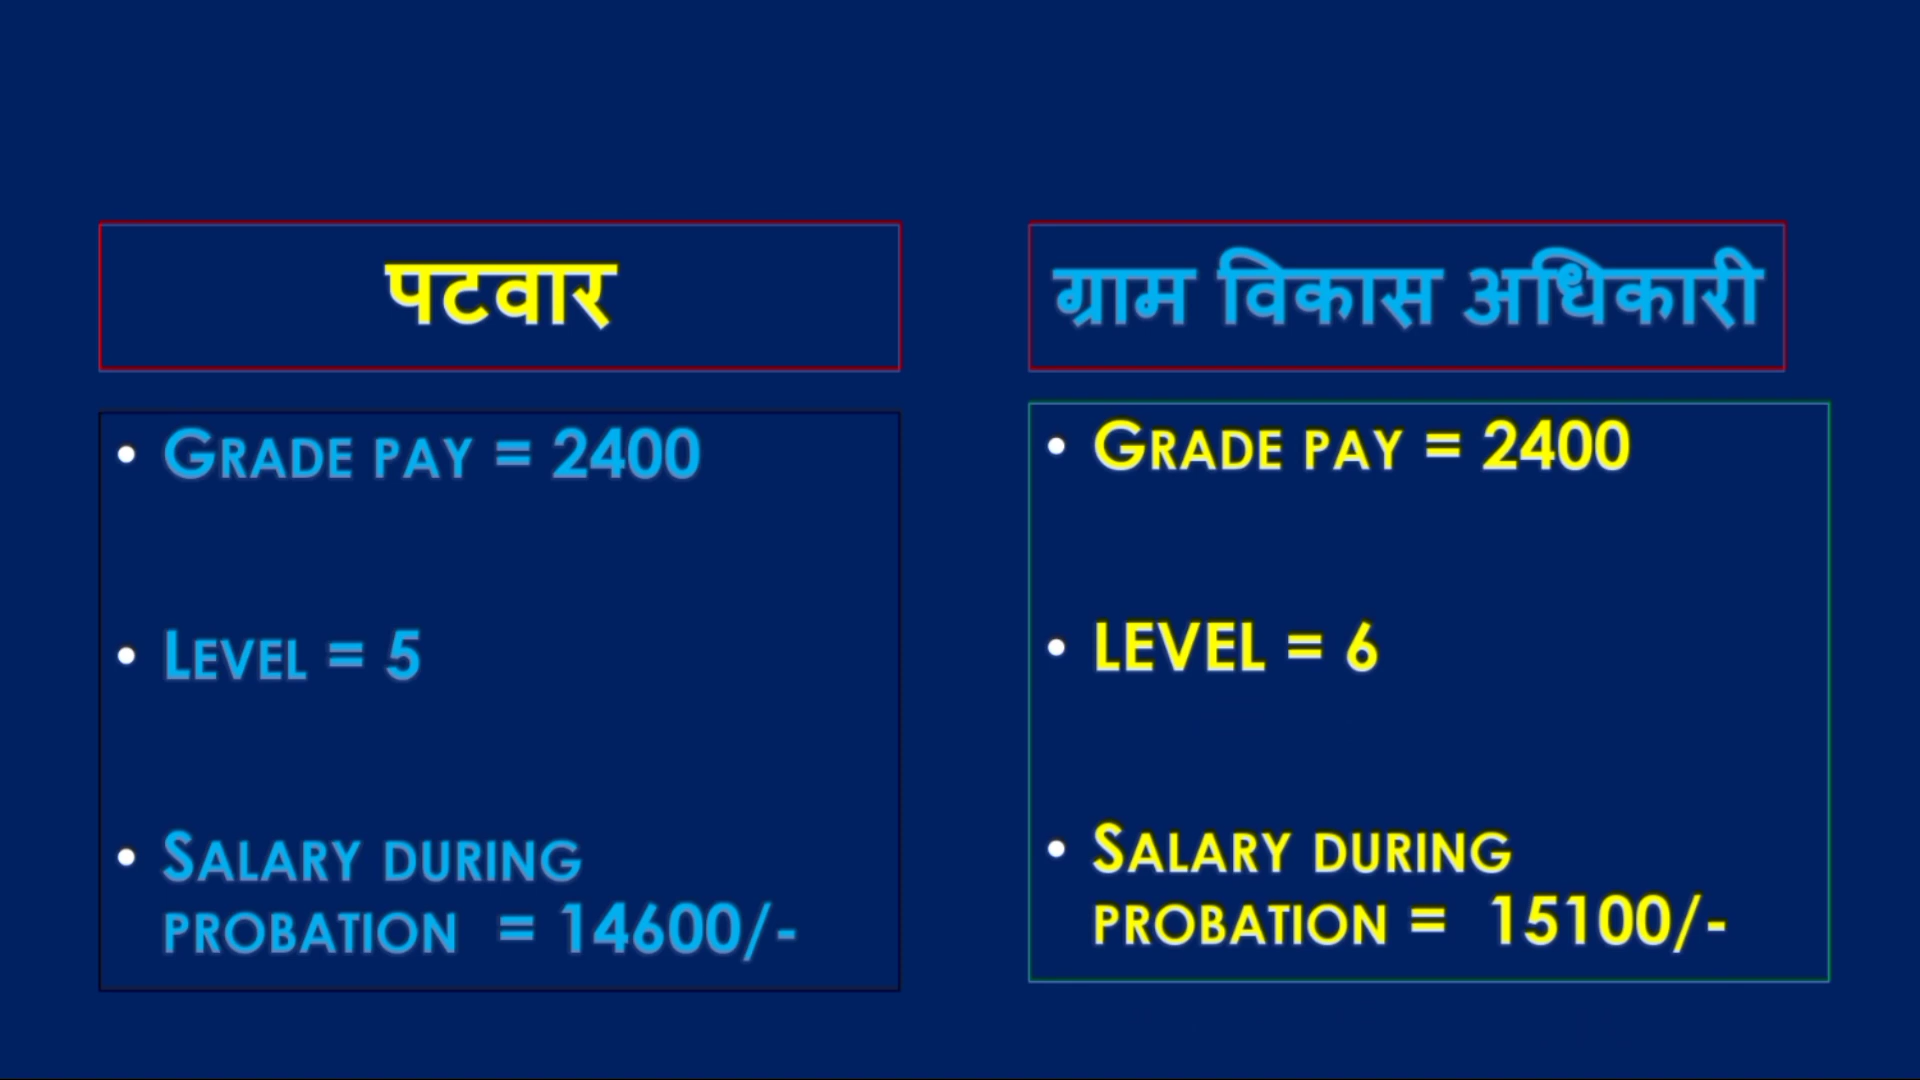 पटवार
• GRADE PAY = 2400
• LEVEL = 5
• SALARY DURING
PROBATION = 14600/-
ग्राम विकास अधिकारी
• GRADE PAY = 2400
• LEVEL = 6
• SALARY DURING
PROBATION = 15100/-